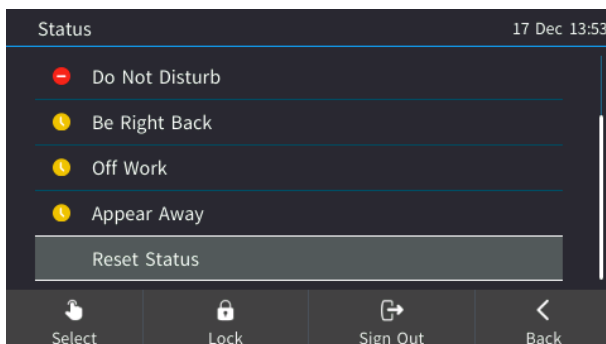 Status 17 Dec 13:53
Do Not Disturb
Be Right Back
Off Work
Appear Away
Reset Status
Select Lock Sign Out Back